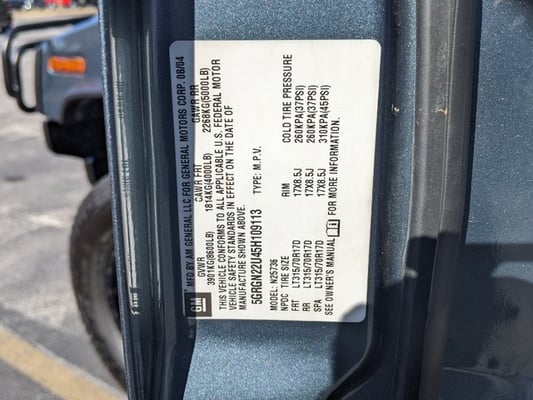 MFD BY AM GENERAL LLC FOR GENERAL MOTORS CORP. 08/04
GVWR GAWR FRT GAWR RR
3901KG(8600LB) 1814KG(4000LB) 2268KG(5000LB)
THIS VEHICLE CONFORMS TO ALL APPLICABLE U.S. FEDERAL MOTOR
VEHICLE SAFETY STANDARDS IN EFFECT ON THE DATE OF
MANUFACTURE SHOWN ABOVE.
5GRGN22U45H109113 TYPE: M.P.V.
MODEL: N25736
NPDC TIRE SIZE RIM COLD TIRE PRESSURE
FRT LT315/70R17D 17X8.5J 260KPA(37PSI)
RR LT315/70R17D 17X8.5J 260KPA(37PSI)
SPA LT315/70R17D 17X8.5J 310KPA(45PSI)
SEE OWNER'S MANUAL FOR MORE INFORMATION.
GM